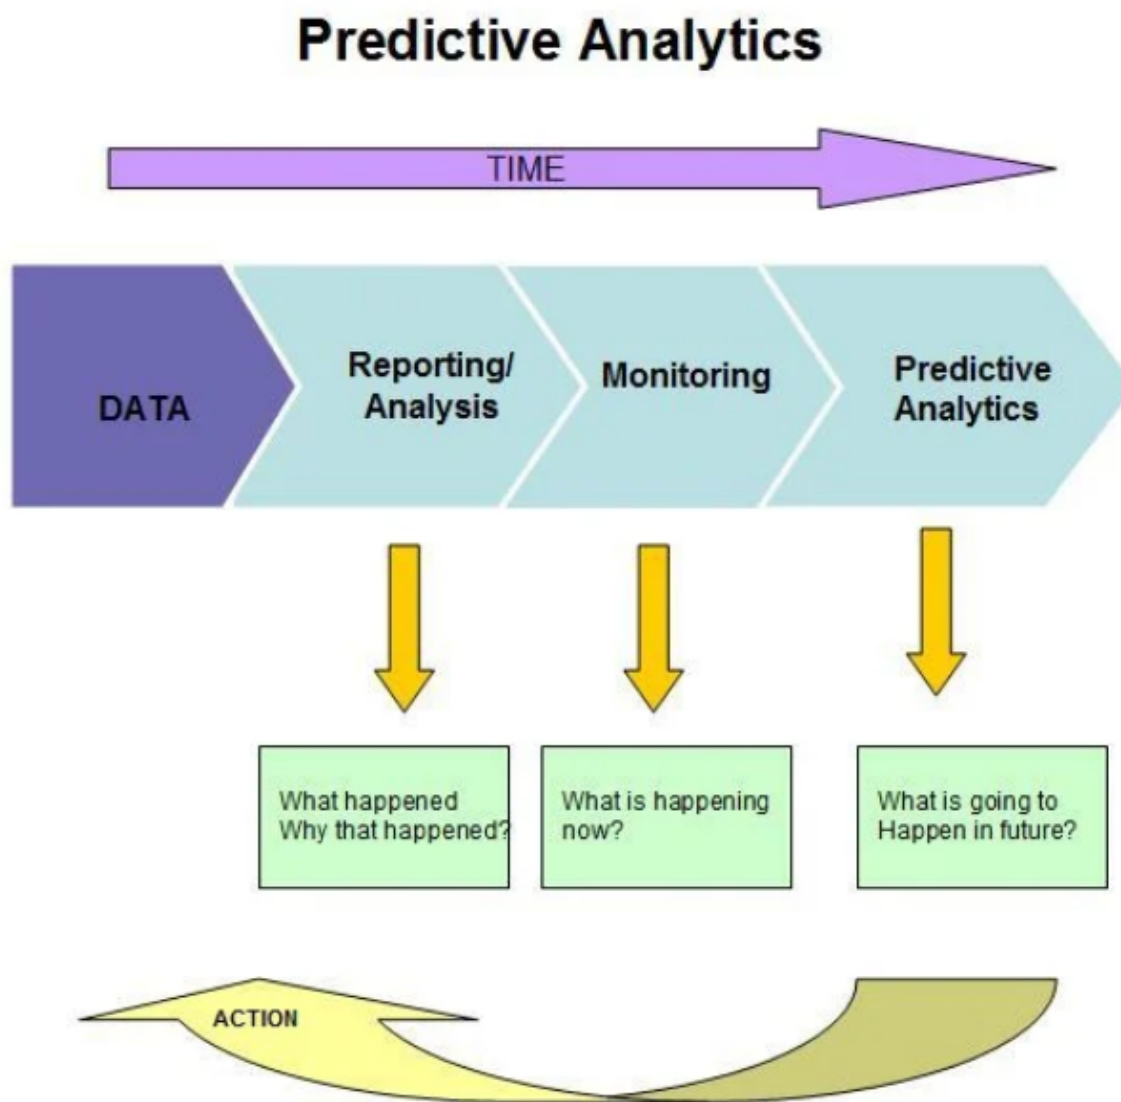 Predictive Analytics
TIME
DATA
Reporting/
Analysis
Monitoring
Predictive
Analytics
What happened
Why that happened?
What is happening
now?
What is going to
Happen in future?
ACTION